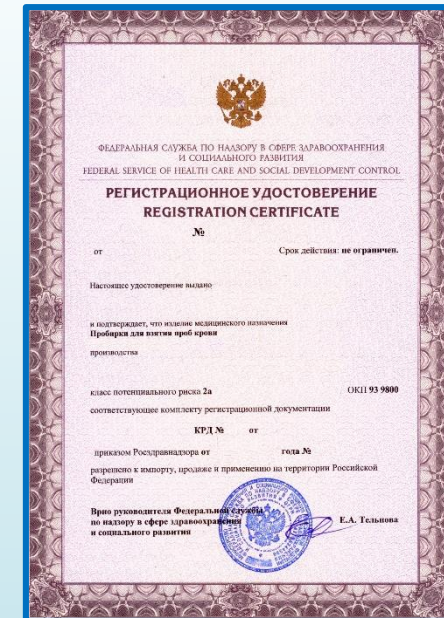 ФЕДЕРАЛЬНАЯ СЛУЖБА ПО НАДЗОРУ В СФЕРЕ ЗДРАВООХРАНЕНИЯ
И СОЦИАЛЬНОГО РАЗВИТИЯ
FEDERAL SERVICE OF HEALTH CARE AND SOCIAL DEVELOPMENT CONTROL
РЕГИСТРАЦИОННОЕ УДОСТОВЕРЕНИЕ
REGISTRATION CERTIFICATE
№
от Срок действия: не ограничен.
Настоящее удостоверение выдано
и подтверждает, что изделие медицинского назначения
Пробирки для взятия проб крови
производства
класс потенциального риска 2а ОКП 93 9800
соответствующее комплекту регистрационной документации
КРД № от
приказом Росздравнадзора от года №
разрешено к импорту, продаже и применению на территории Российской
Федерации
Врио руководителя Федеральной службы
по надзору в сфере здравоохранения
и социального развития
Е.А. Тельнова